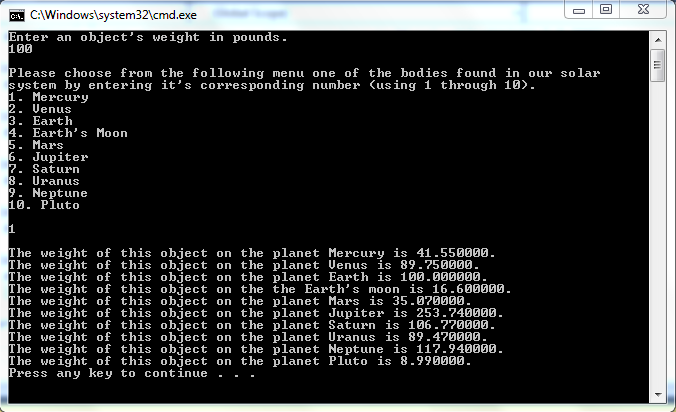 C:\Windows\system32\cmd.exe
Enter an object's weight in pounds.
100
Please choose from the following menu one of the bodies found in our solar
system by entering it's corresponding number (using 1 through 10).
1. Mercury
2. Venus
3. Earth
4. Earth's Moon
5. Mars
6. Jupiter
7. Saturn
8. Uranus
9. Neptune
10. Pluto
1
The weight of this object on the planet Mercury is 41.550000.
The weight of this object on the planet Venus is 89.750000.
The weight of this object on the planet Earth is 100.000000.
The weight of this object on the the Earth's moon is 16.600000.
The weight of this object on the planet Mars is 35.070000.
The weight of this object on the planet Jupiter is 253.740000.
The weight of this object on the planet Saturn is 106.770000.
The weight of this object on the planet Uranus is 89.470000.
The weight of this object on the planet Neptune is 117.940000.
The weight of this object on the planet Pluto is 8.990000.
Press any key to continue . . .